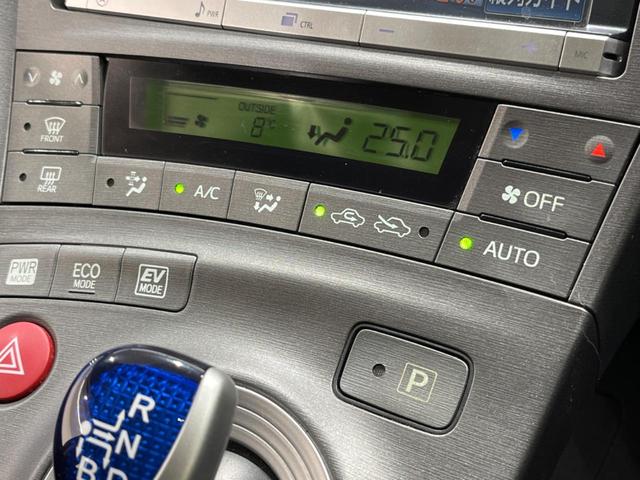 PWR
CTRL
MIC
OUTSIDE
8℃
25.0
FRONT
OFF
REAR
A/C
AUTO
PWR
MODE
ECO
MODE
EV
MODE
P
R
N
B D